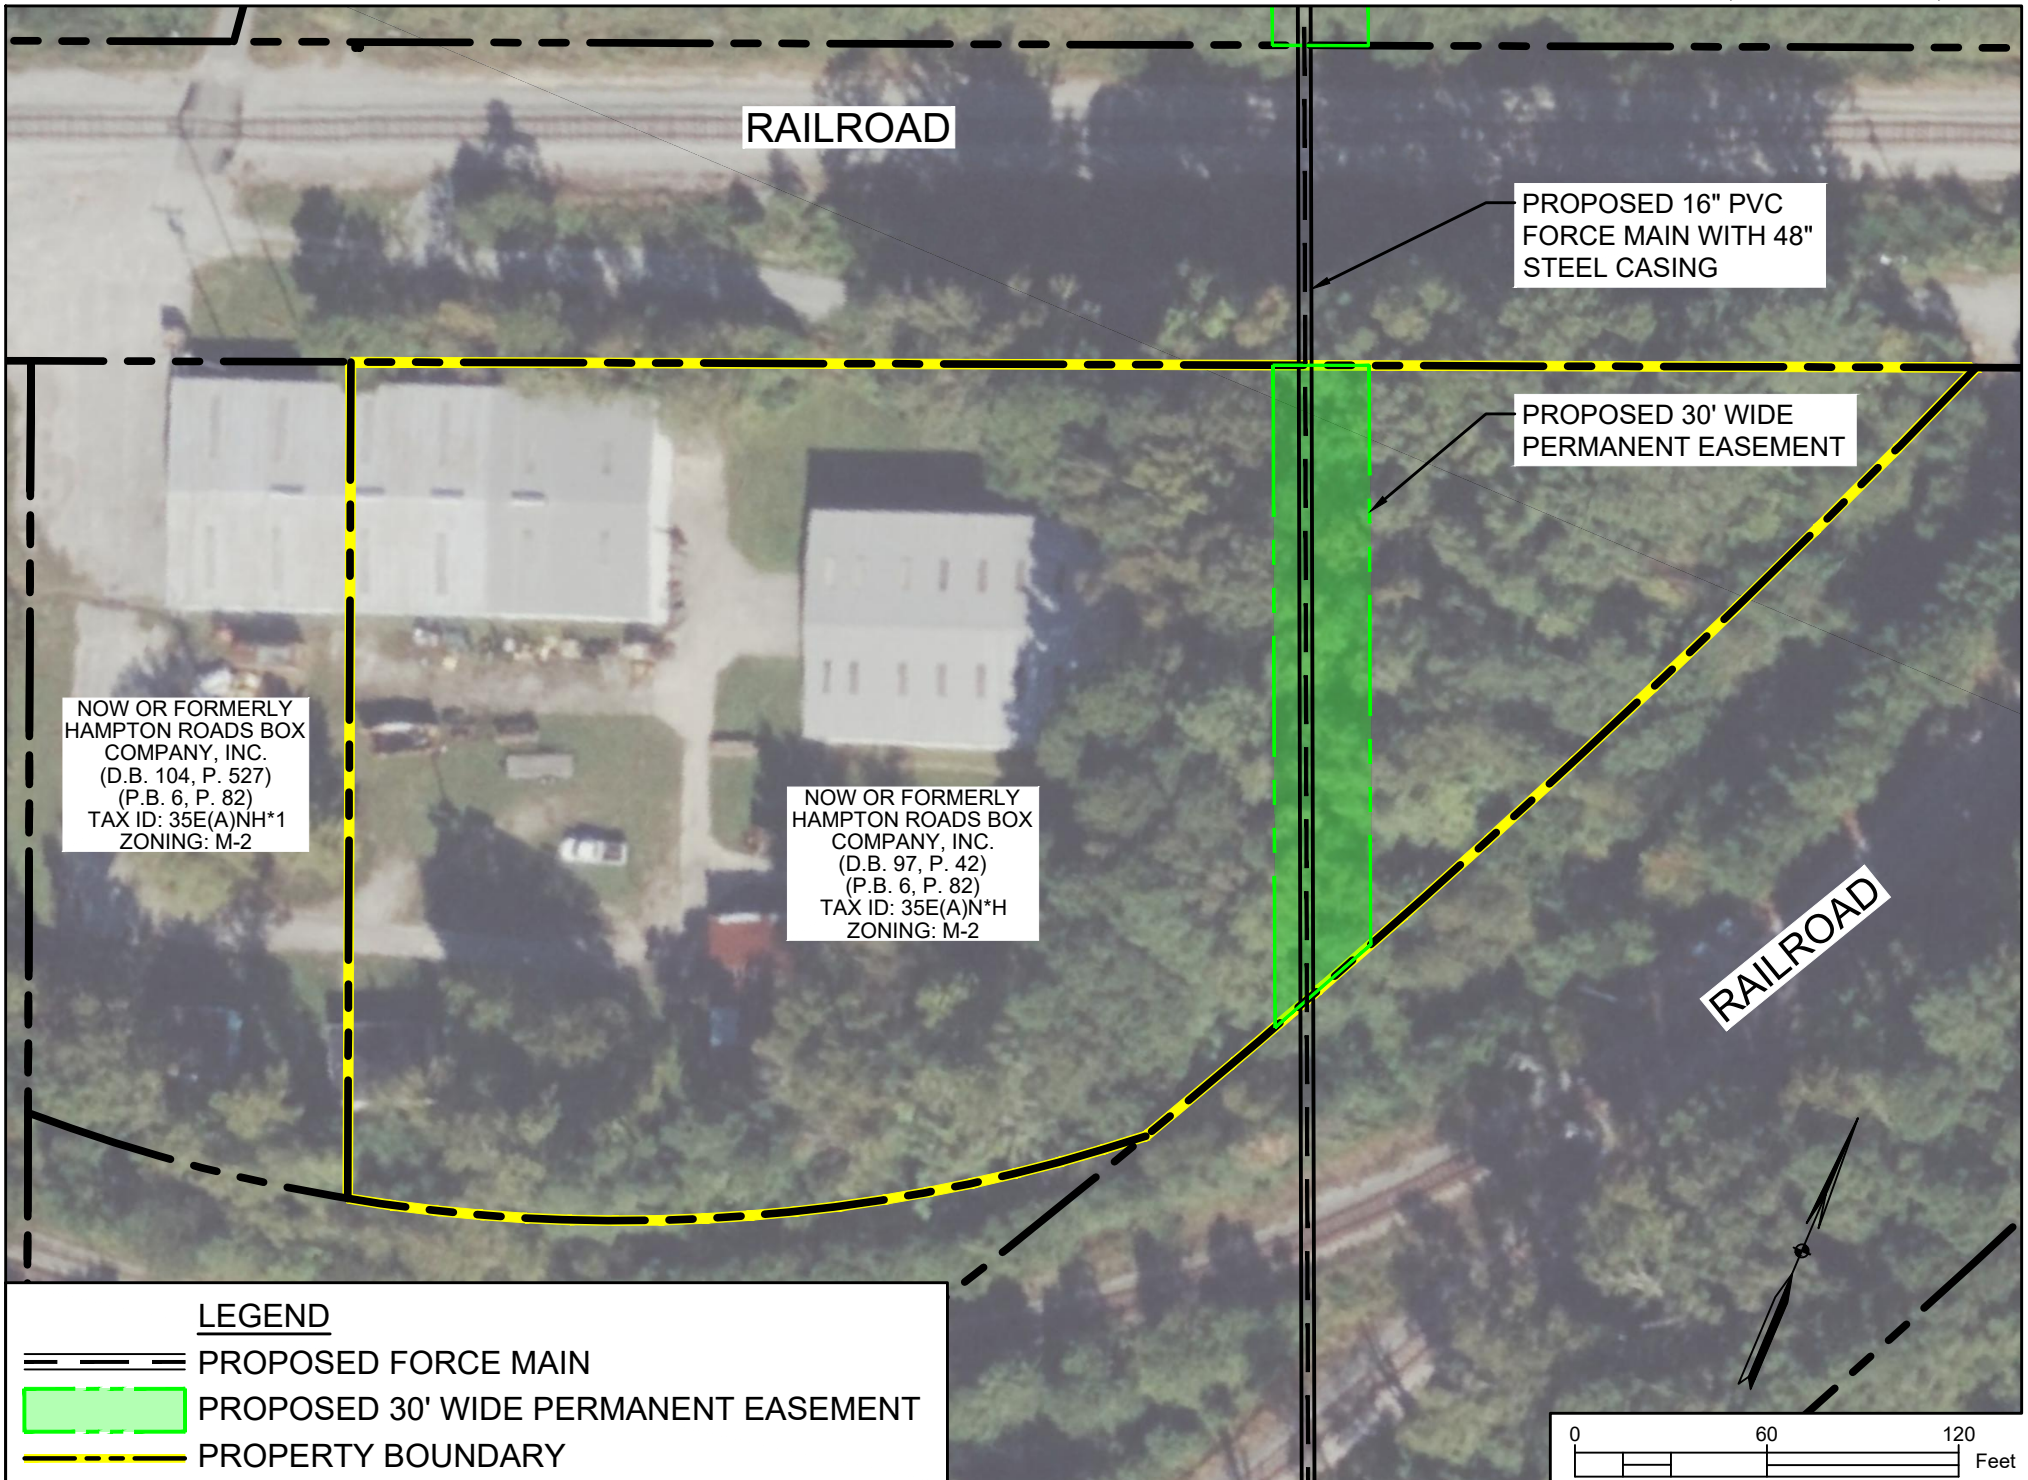 RAILROAD
PROPOSED 16" PVC
FORCE MAIN WITH 48"
STEEL CASING
PROPOSED 30' WIDE
PERMANENT EASEMENT
NOW OR FORMERLY
HAMPTON ROADS BOX
COMPANY, INC.
(D.B. 104, P. 527)
(P.B. 6, P. 82)
TAX ID: 35E(A)NH*1
ZONING: M-2
NOW OR FORMERLY
HAMPTON ROADS BOX
COMPANY, INC.
(D.B. 97, P. 42)
(P.B. 6, P. 82)
TAX ID: 35E(A)N*H
ZONING: M-2
RAILROAD
LEGEND
PROPOSED FORCE MAIN
PROPOSED 30' WIDE PERMANENT EASEMENT
PROPERTY BOUNDARY
0 60 120
Feet